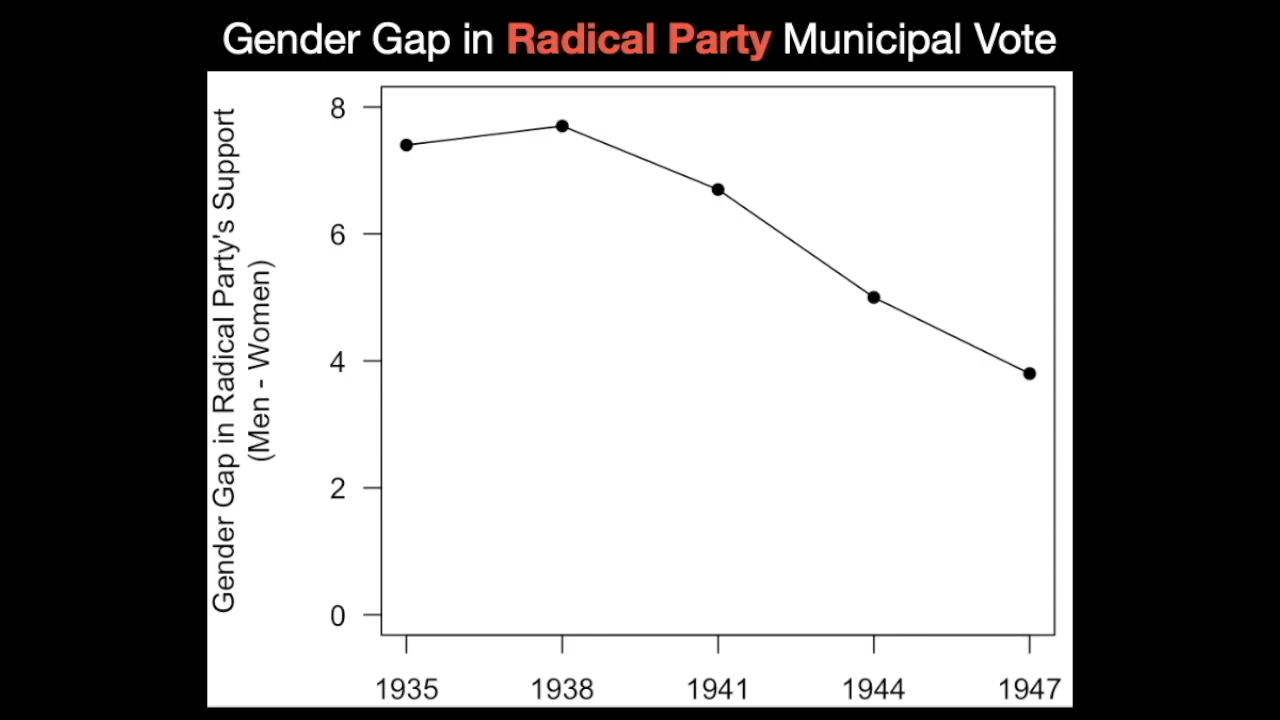 Gender Gap in Radical Party Municipal Vote
Gender Gap in Radical Party's Support
(Men - Women)
8
6
4
2
0
1935 1938 1941 1944 1947